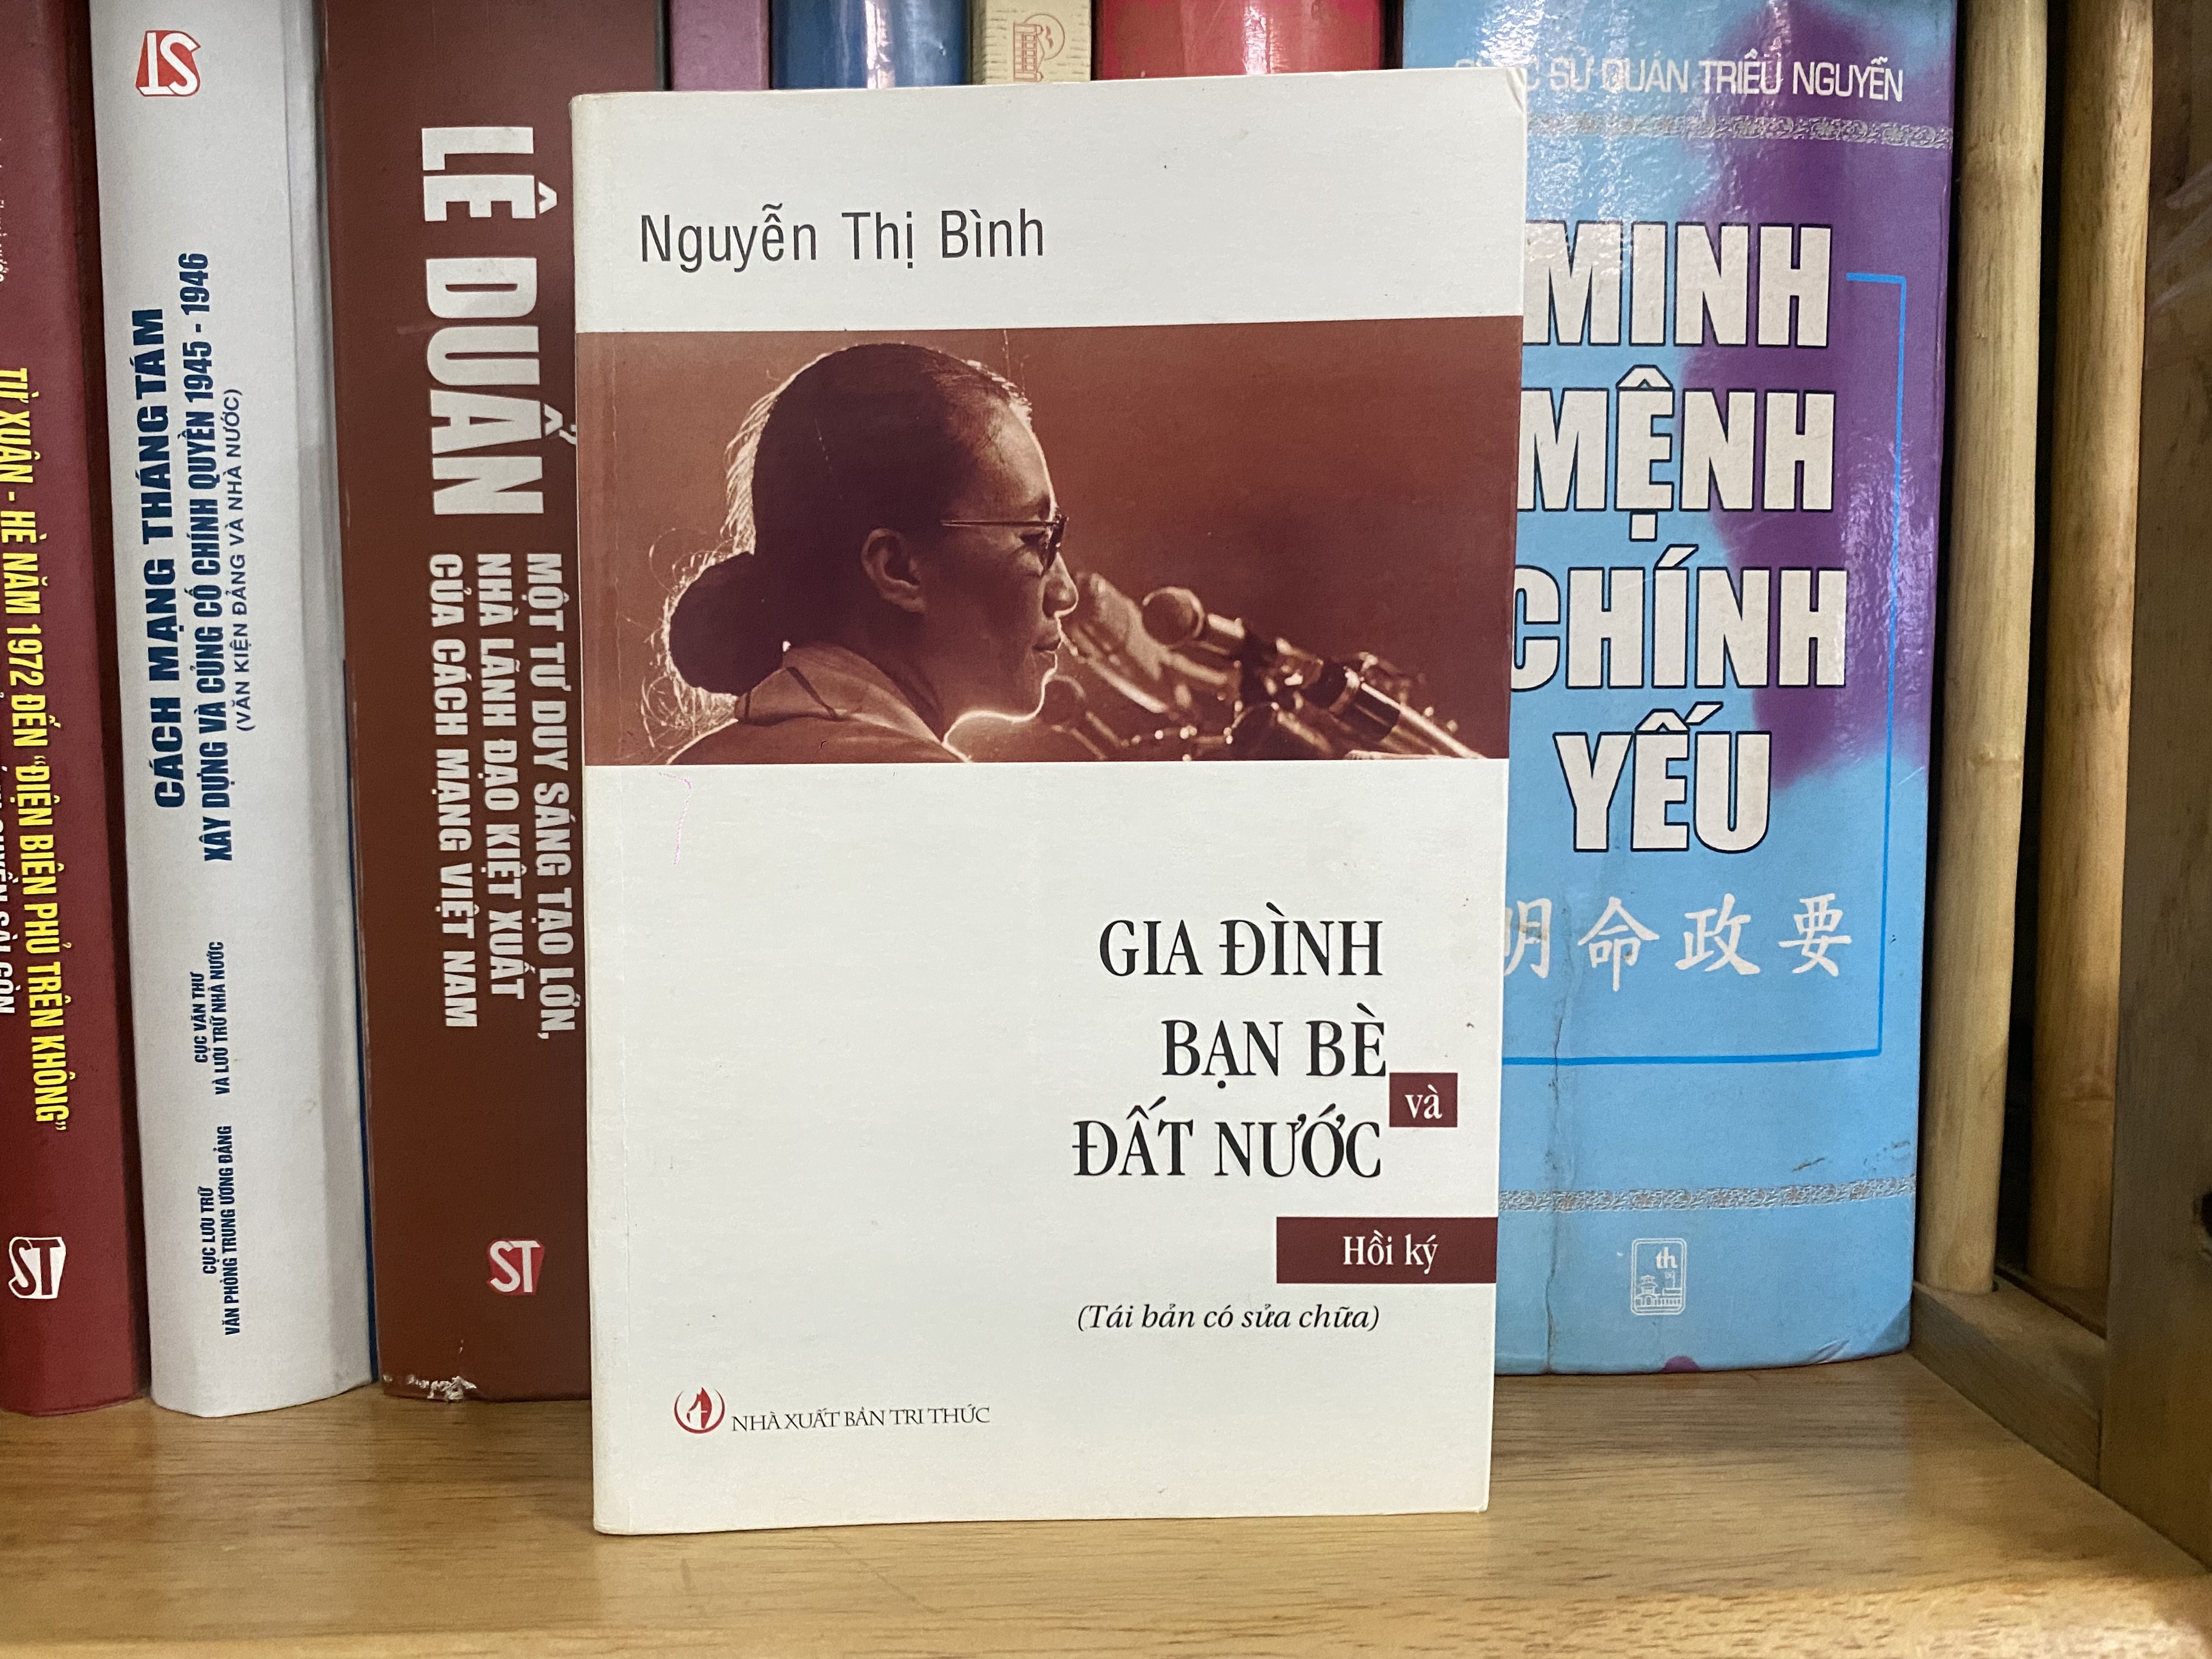 Nguyễn Thị Bình
GIA ĐÌNH
BẠN BÈ
và
ĐẤT NƯỚC
Hồi ký
(Tái bản có sửa chữa)
NHÀ XUẤT BẢN TRI THỨC
TỪ XUÂN - HÈ NĂM 1972 ĐẾN “ĐIỆN BIÊN PHỦ TRÊN KHÔNG”
ST
ST
CÁCH MẠNG THÁNG TÁM
XÂY DỰNG VÀ CỦNG CỐ CHÍNH QUYỀN 1945 - 1946
(VĂN KIỆN ĐẢNG VÀ NHÀ NƯỚC)
CỤC VĂN THƯ
VÀ LƯU TRỮ NHÀ NƯỚC
CỤC LƯU TRỮ
VĂN PHÒNG TRUNG ƯƠNG ĐẢNG
LÊ DUẨN
MỘT TƯ DUY SÁNG TẠO LỚN,
NHÀ LÃNH ĐẠO KIỆT XUẤT
CỦA CÁCH MẠNG VIỆT NAM
ST
SỬ QUÁN TRIỀU NGUYỄN
MINH
MỆNH
CHÍNH
YẾU
明命政要
th